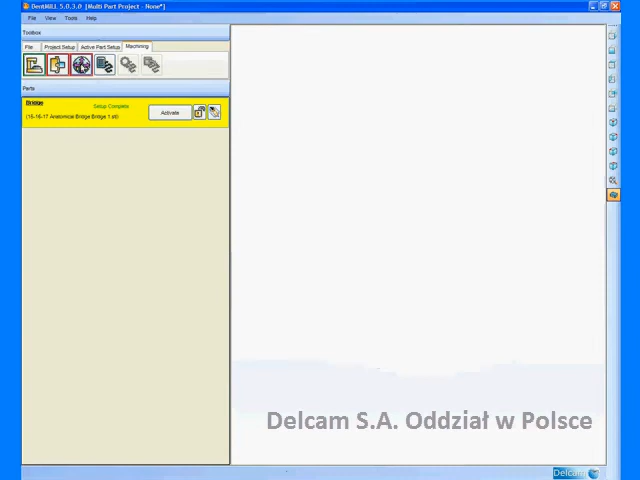 DentMILL 5.0.3.0 [Multi Part Project - None*]
File View Tools Help
Toolbox
File Project Setup Active Part Setup Machining
Parts
Bridge
Setup Complete
(15-16-17 Anatomical Bridge Bridge 1.stl)
Activate
Delcam S.A. Oddział w Polsce
Delcam